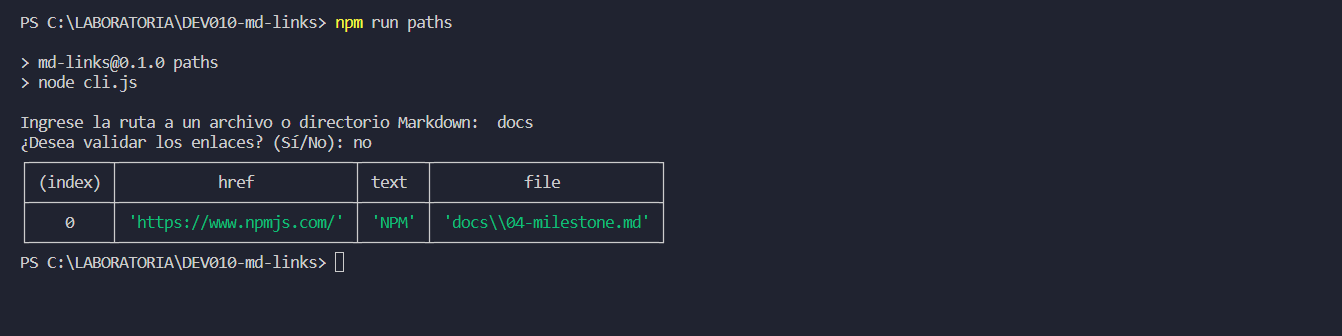 PS C:\LABORATORIA\DEV010-md-links> npm run paths
> md-links@0.1.0 paths
> node cli.js
Ingrese la ruta a un archivo o directorio Markdown:  docs
¿Desea validar los enlaces? (Sí/No): no
(index) href text file
0 'https://www.npmjs.com/' 'NPM' 'docs\\04-milestone.md'
PS C:\LABORATORIA\DEV010-md-links>